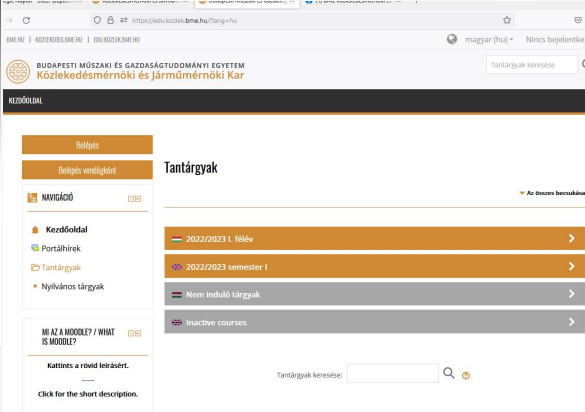 https://edu.kozlek.bme.hu/?lang=hu
BME.HU | KOZLEKEDES.BME.HU | EDU.KOZLEK.BME.HU
magyar (hu)
Nincs bejelentke
BUDAPESTI MŰSZAKI ÉS GAZDASÁGTUDOMÁNYI EGYETEM
Közlekedésmérnöki és Járműmérnöki Kar
Tantárgyak keresése
KEZDŐOLDAL
Belépés
Belépés vendégként
NAVIGÁCIÓ
Kezdőoldal
Portálhírek
Tantárgyak
Nyilvános tárgyak
MI AZ A MOODLE? / WHAT
IS MOODLE?
Kattints a rövid leírásért.
-----
Click for the short description.
Tantárgyak
Az összes becsukása
2022/2023 I. félév
2022/2023 semester I
Nem induló tárgyak
Inactive courses
Tantárgyak keresése: